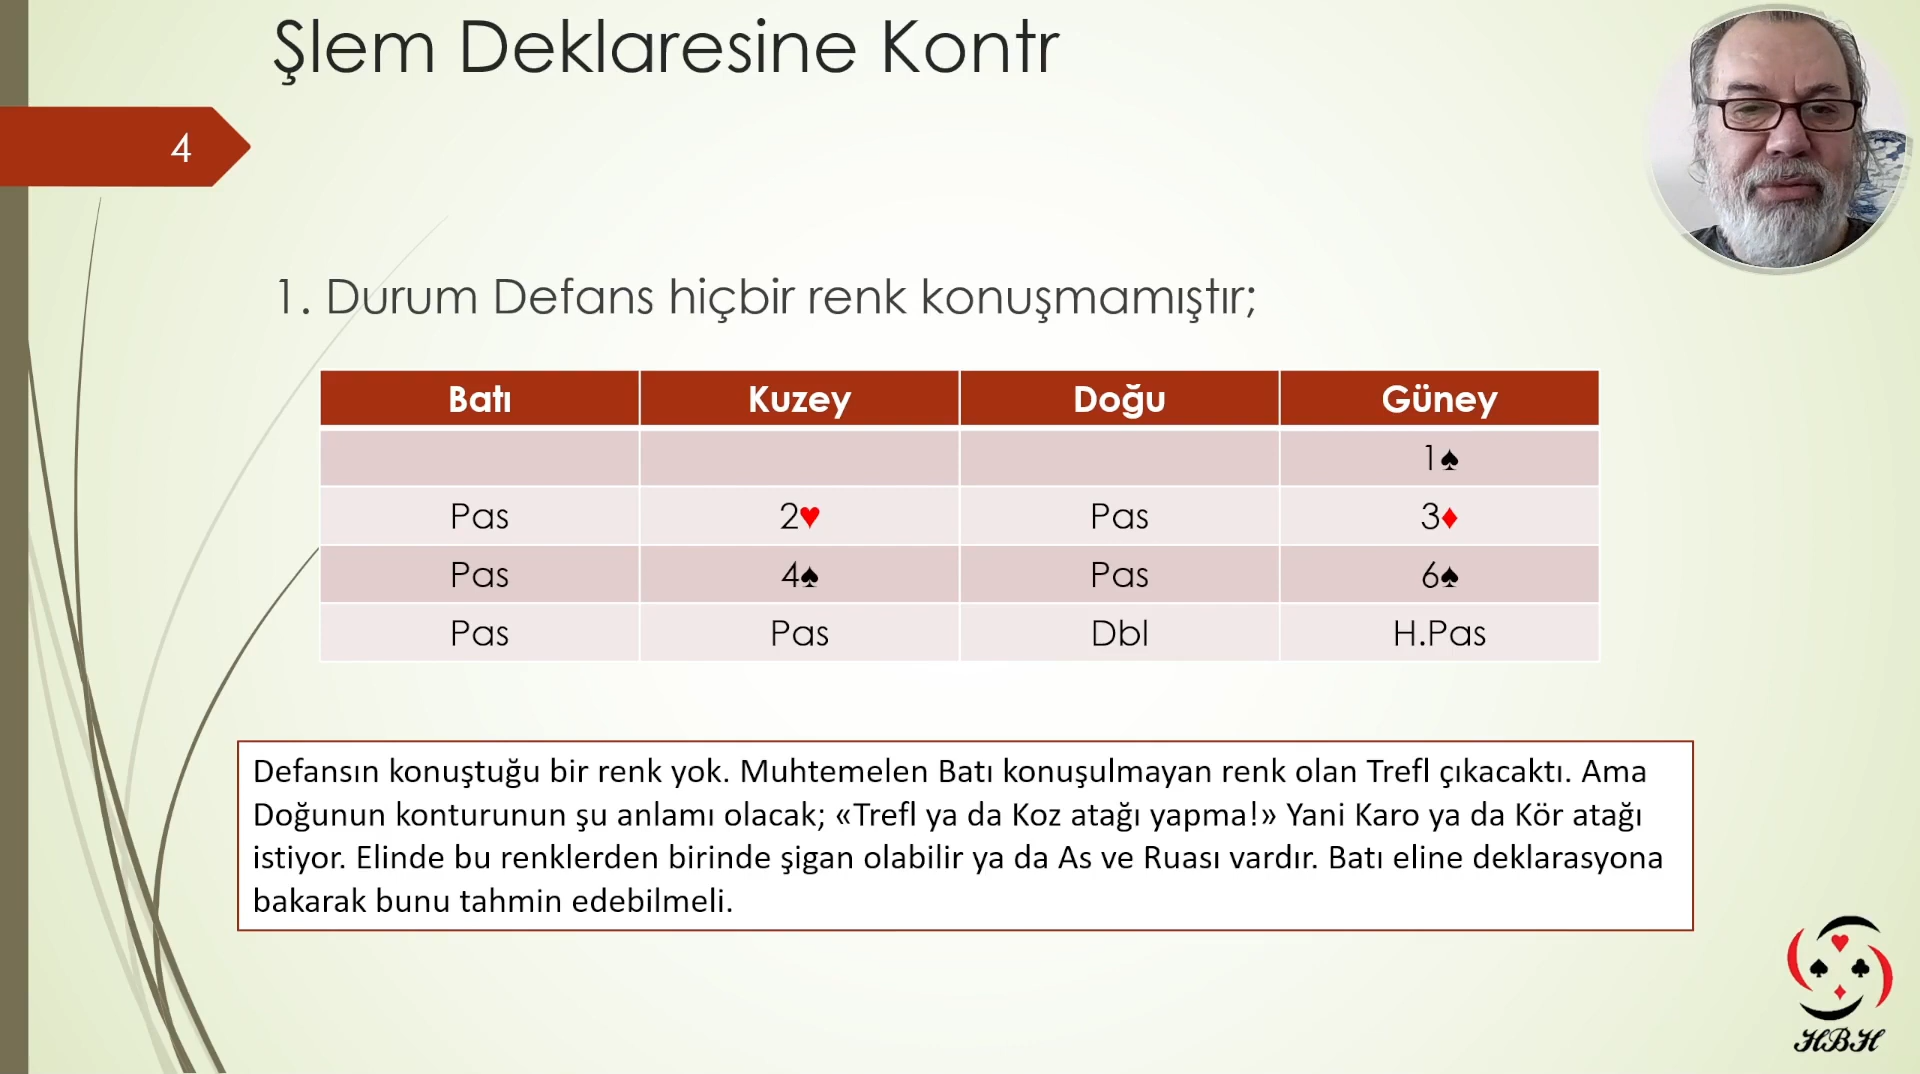 Şlem Deklaresine Kontr
4
1. Durum Defans hiçbir renk konuşmamıştır;
Batı Kuzey Doğu Güney
1♠
Pas 2♥ Pas 3♦
Pas 4♠ Pas 6♠
Pas Pas Dbl H.Pas
Defansın konuştuğu bir renk yok. Muhtemelen Batı konuşulmayan renk olan Trefl çıkacaktı. Ama
Doğunun konturunun şu anlamı olacak; «Trefl ya da Koz atağı yapma!» Yani Karo ya da Kör atağı
istiyor. Elinde bu renklerden birinde şigan olabilir ya da As ve Ruası vardır. Batı eline deklarasyona
bakarak bunu tahmin edebilmeli.
HBH